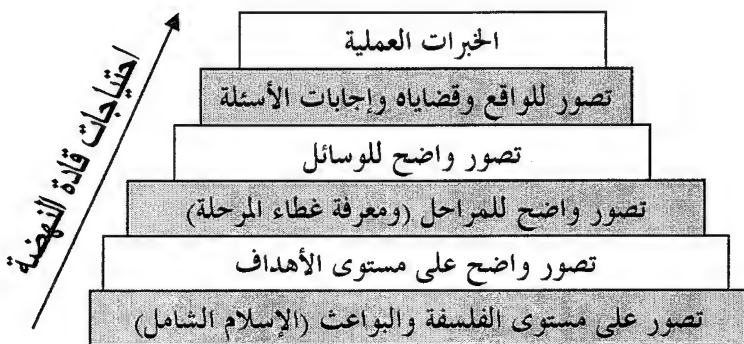 الخبرات العملية
تصور للواقع وقضاياه وإجابات الأسئلة
تصور واضح للوسائل
تصور واضح للمراحل (ومعرفة غطاء المرحلة)
تصور واضح على مستوى الأهداف
تصور على مستوى الفلسفة والبواعث (الإسلام الشامل)
احتياجات قادة النهضة